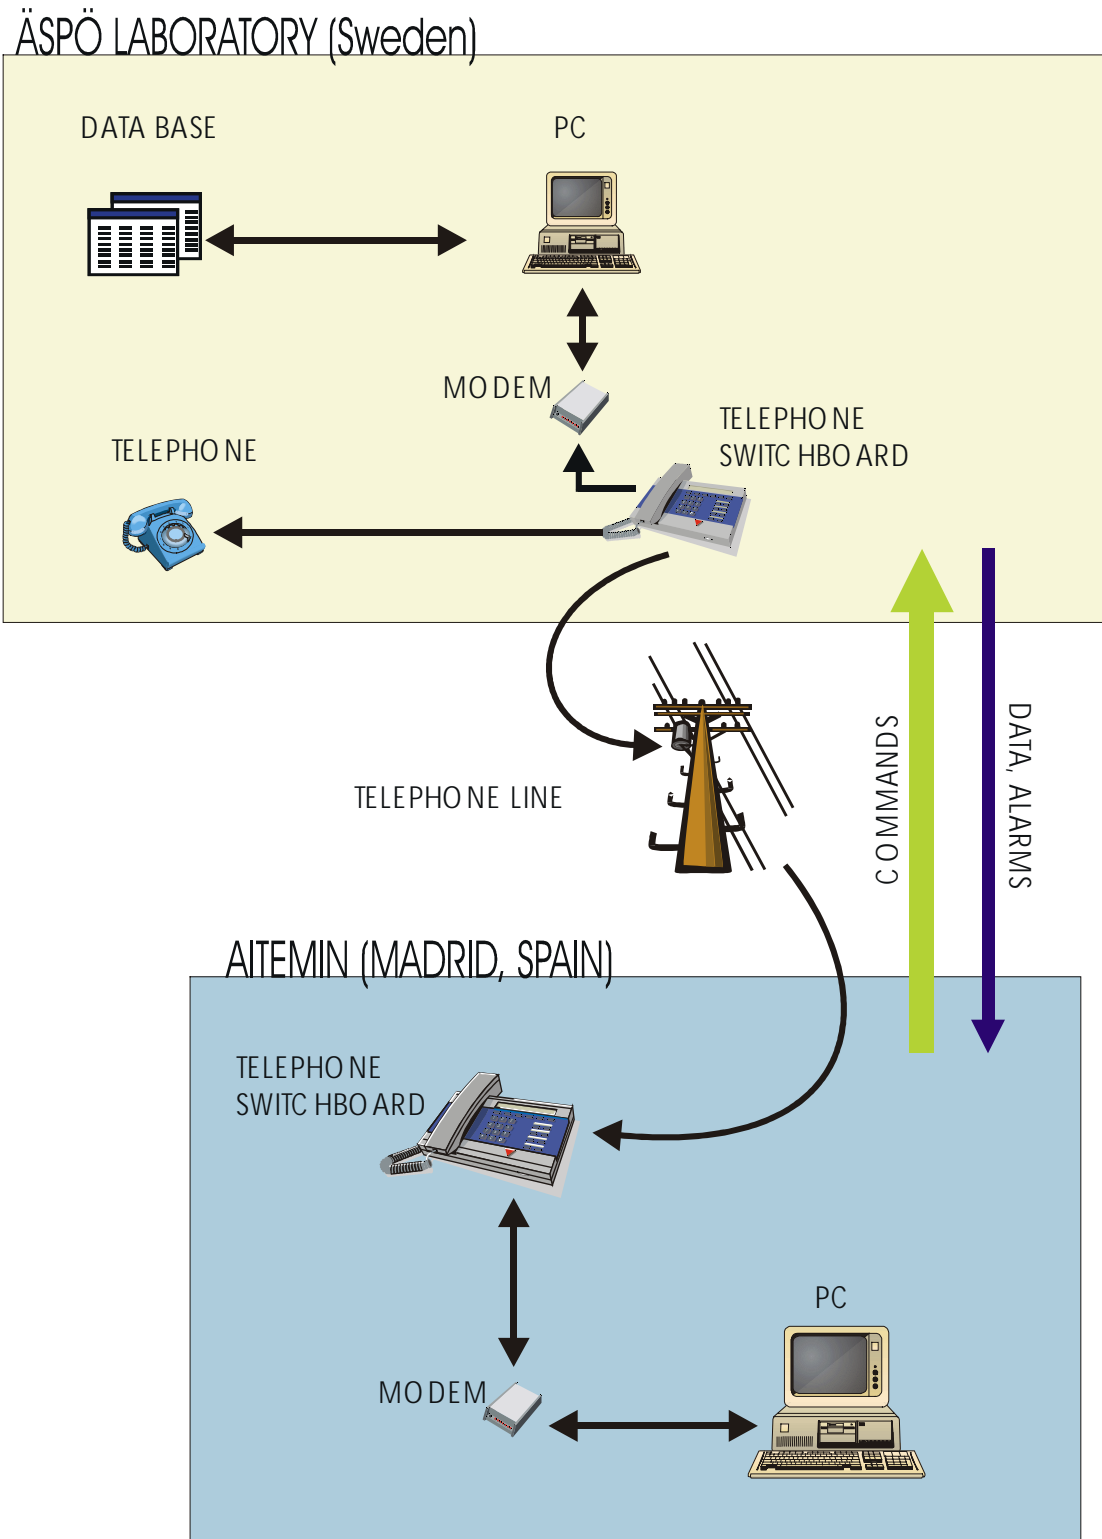 ÄSPÖ LABORATORY (Sweden)
DATA BASE
PC
MODEM
TELEPHONE
SWITCHBOARD
TELEPHONE
TELEPHONE LINE
COMMANDS
DATA, ALARMS
AITEMIN (MADRID, SPAIN)
TELEPHONE
SWITCHBOARD
PC
MODEM